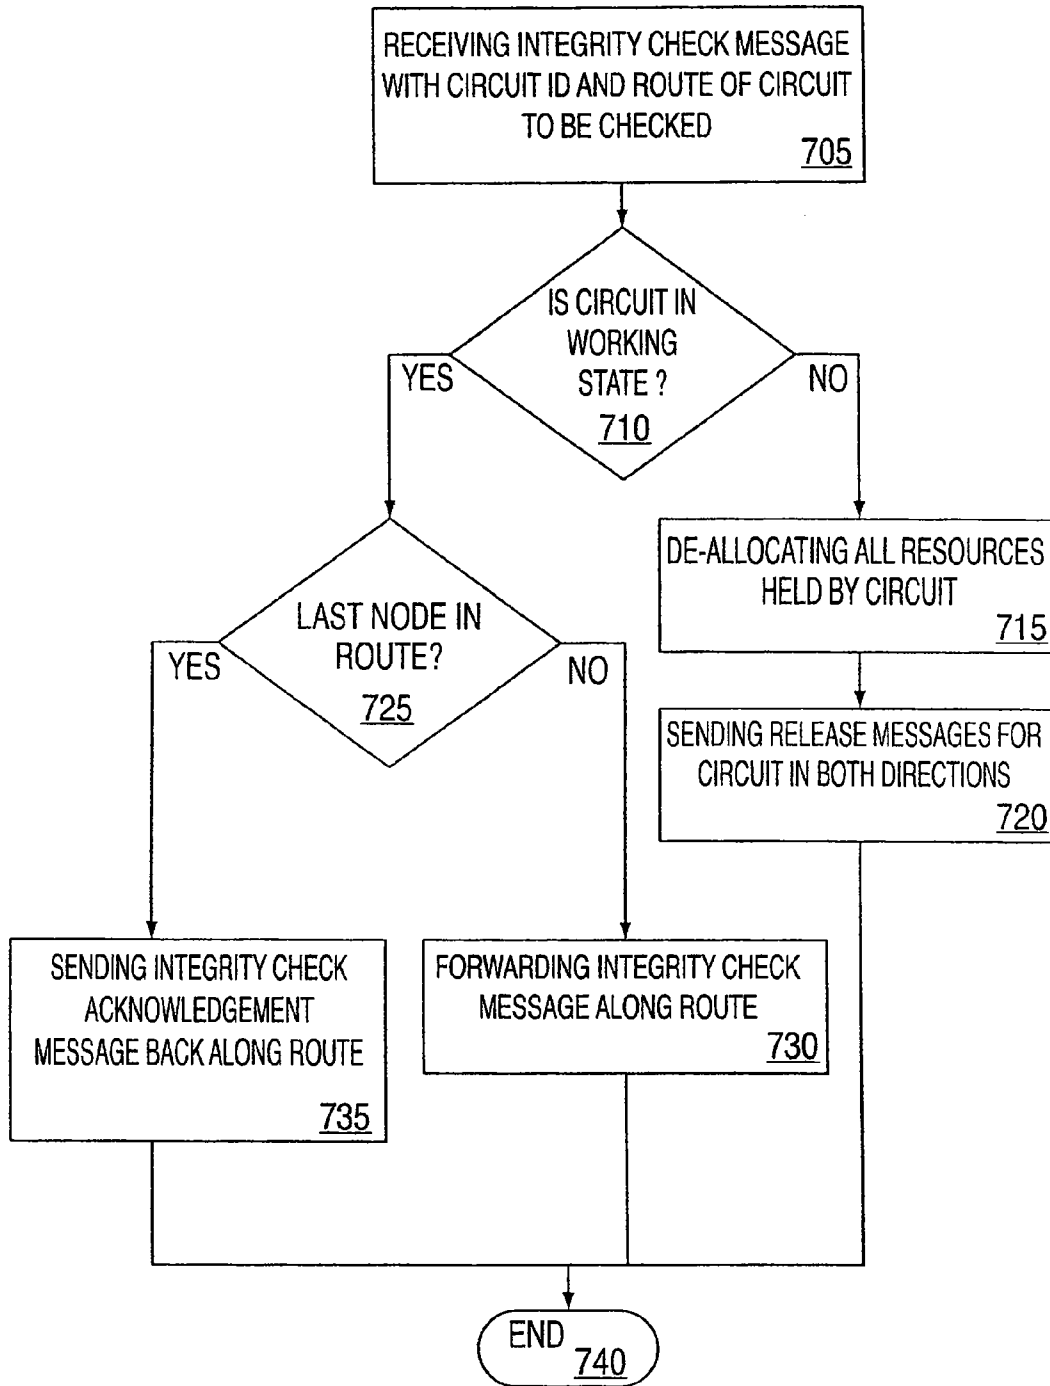 RECEIVING INTEGRITY CHECK MESSAGE
WITH CIRCUIT ID AND ROUTE OF CIRCUIT
TO BE CHECKED
705
IS CIRCUIT IN
WORKING
STATE ?
710
YES
NO
DE-ALLOCATING ALL RESOURCES
HELD BY CIRCUIT
715
LAST NODE IN
ROUTE?
725
YES
NO
SENDING RELEASE MESSAGES FOR
CIRCUIT IN BOTH DIRECTIONS
720
SENDING INTEGRITY CHECK
ACKNOWLEDGEMENT
MESSAGE BACK ALONG ROUTE
735
FORWARDING INTEGRITY CHECK
MESSAGE ALONG ROUTE
730
END
740